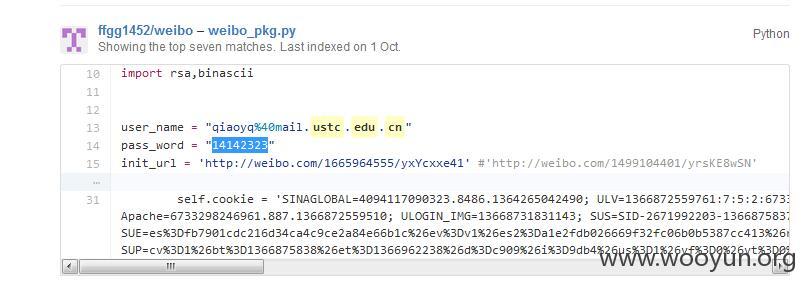 ffgg1452/weibo – weibo_pkg.py
Showing the top seven matches. Last indexed on 1 Oct.
Python
10 import rsa,binascii
11
12
13 user_name = "qiaoyq%40mail.ustc.edu.cn"
14 pass_word = "14142323"
15 init_url = 'http://weibo.com/1665964555/yxYcxxe41' #'http://weibo.com/1499104401/yrsKE8wSN'
…
31 self.cookie = 'SINAGLOBAL=4094117090323.8486.1364265042490; ULV=1366872559761:7:5:2:6733
Apache=6733298246961.887.1366872559510; ULOGIN_IMG=13668731831143; SUS=SID-2671992203-1366875837
SUE=es%3Dfb7901cdc216d34ca4c9ce2a84e66b1c%26ev%3Dv1%26es2%3Da1e2fdb026669f32fc06b0b5387cc413%26r
SUP=cv%3D1%26bt%3D1366875838%26et%3D1366962238%26d%3Dc909%26i%3D9db4%26us%3D1%26vf%3D0%26vt%3D0%
www.wooyun.org